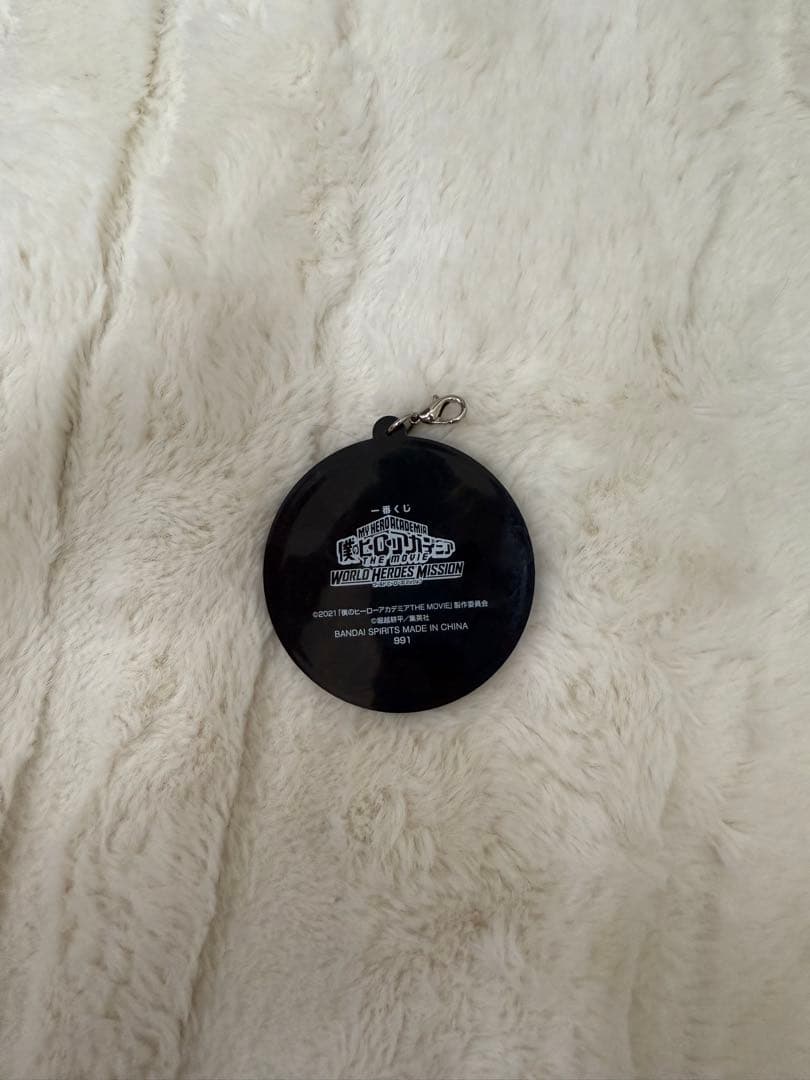 一番くじ
MY HERO ACADEMIA
僕のヒーローアカデミア
THE MOVIE
WORLD HEROES MISSION
©2021「僕のヒーローアカデミアTHE MOVIE」製作委員会
©堀越耕平／集英社
BANDAI SPIRITS MADE IN CHINA
991